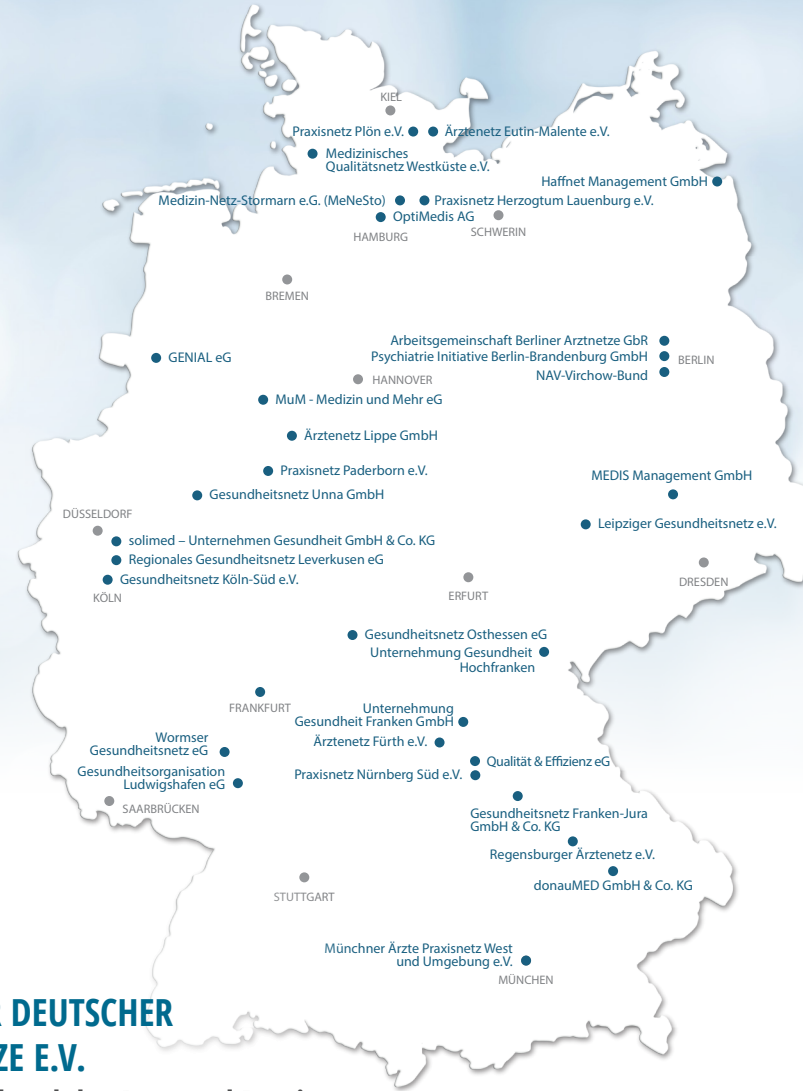 KIEL
Praxisnetz Plön e.V.
Ärztenetz Eutin-Malente e.V.
Medizinisches
Qualitätsnetz Westküste e.V.
Haffnet Management GmbH
Medizin-Netz-Stormarn e.G. (MeNeSto)
Praxisnetz Herzogtum Lauenburg e.V.
OptiMedis AG
HAMBURG
SCHWERIN
BREMEN
Arbeitsgemeinschaft Berliner Arztnetze GbR
Psychiatrie Initiative Berlin-Brandenburg GmbH
BERLIN
NAV-Virchow-Bund
GENIAL eG
HANNOVER
MuM - Medizin und Mehr eG
Ärztenetz Lippe GmbH
Praxisnetz Paderborn e.V.
MEDIS Management GmbH
Gesundheitsnetz Unna GmbH
DÜSSELDORF
Leipziger Gesundheitsnetz e.V.
solimed – Unternehmen Gesundheit GmbH & Co. KG
Regionales Gesundheitsnetz Leverkusen eG
Gesundheitsnetz Köln-Süd e.V.
KÖLN
ERFURT
DRESDEN
Gesundheitsnetz Osthessen eG
Unternehmung Gesundheit
Hochfranken
FRANKFURT
Unternehmung
Gesundheit Franken GmbH
Wormser
Gesundheitsnetz eG
Ärztenetz Fürth e.V.
Qualität & Effizienz eG
Gesundheitsorganisation
Ludwigshafen eG
Praxisnetz Nürnberg Süd e.V.
SAARBRÜCKEN
Gesundheitsnetz Franken-Jura
GmbH & Co. KG
Regensburger Ärztenetz e.V.
donauMED GmbH & Co. KG
STUTTGART
Münchner Ärzte Praxisnetz West
und Umgebung e.V.
MÜNCHEN
R DEUTSCHER
ZE E.V.